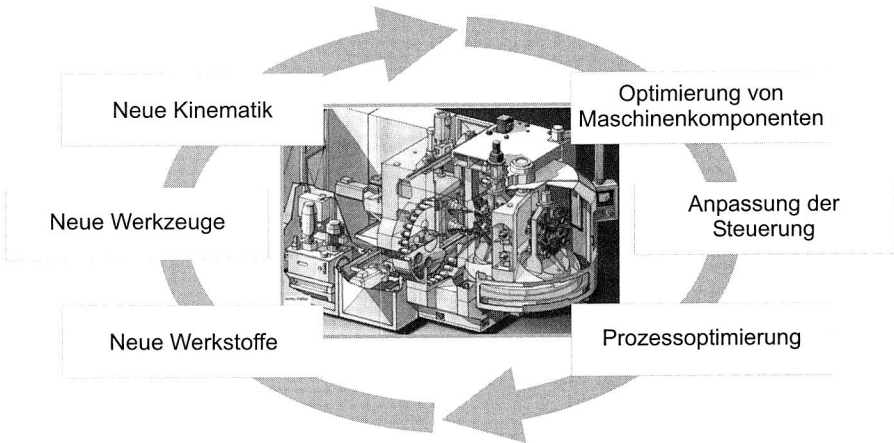 Neue Kinematik
Optimierung von
Maschinenkomponenten
Neue Werkzeuge
Anpassung der
Steuerung
Neue Werkstoffe
Prozessoptimierung